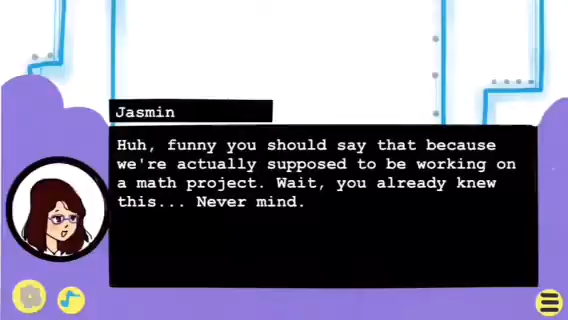 Jasmin
Huh, funny you should say that because
we're actually supposed to be working on
a math project. Wait, you already knew
this... Never mind.